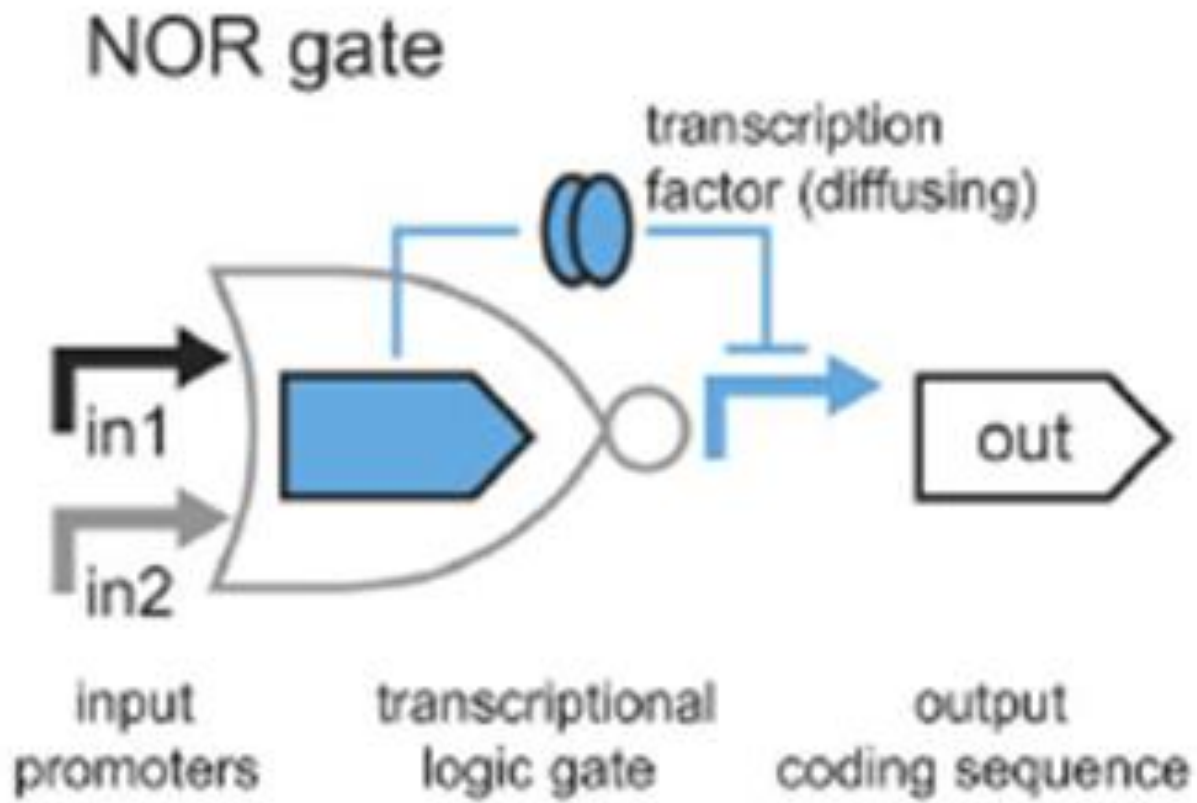 NOR gate
transcription
factor (diffusing)
in1
in2
out
input
promoters
transcriptional
logic gate
output
coding sequence